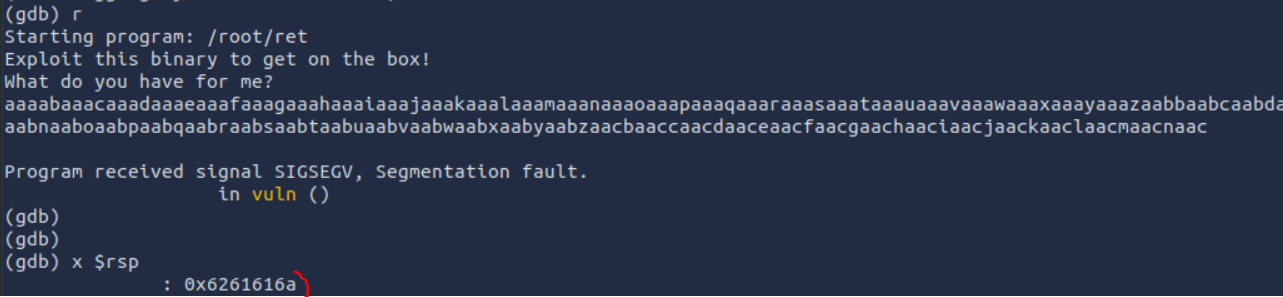 (gdb) r
Starting program: /root/ret
Exploit this binary to get on the box!
What do you have for me?
aaaabaaacaaadaaaeaaafaaagaaahaaaiaaajaaakaaalaaamaaanaaaoaaapaaaqaaaraaasaaataaauaaavaaawaaaxaaayaaazaabbaabcaabda
aabnaaboaabpaabqaabraabsaabtaabuaabvaabwaabxaabyaabzaacbaaccaacdaaceaacfaacgaachaaciaacjaackaaclaacmaacnaac
Program received signal SIGSEGV, Segmentation fault.
in vuln ()
(gdb)
(gdb)
(gdb) x $rsp
: 0x6261616a